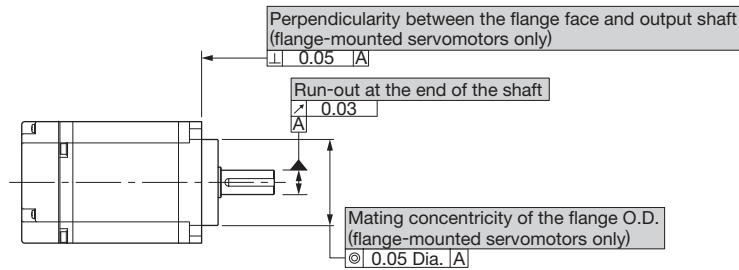 Perpendicularity between the flange face and output shaft
(flange-mounted servomotors only)
⊥ 0.05 A
Run-out at the end of the shaft
↗ 0.03
A
Mating concentricity of the flange O.D.
(flange-mounted servomotors only)
◎ 0.05 Dia. A